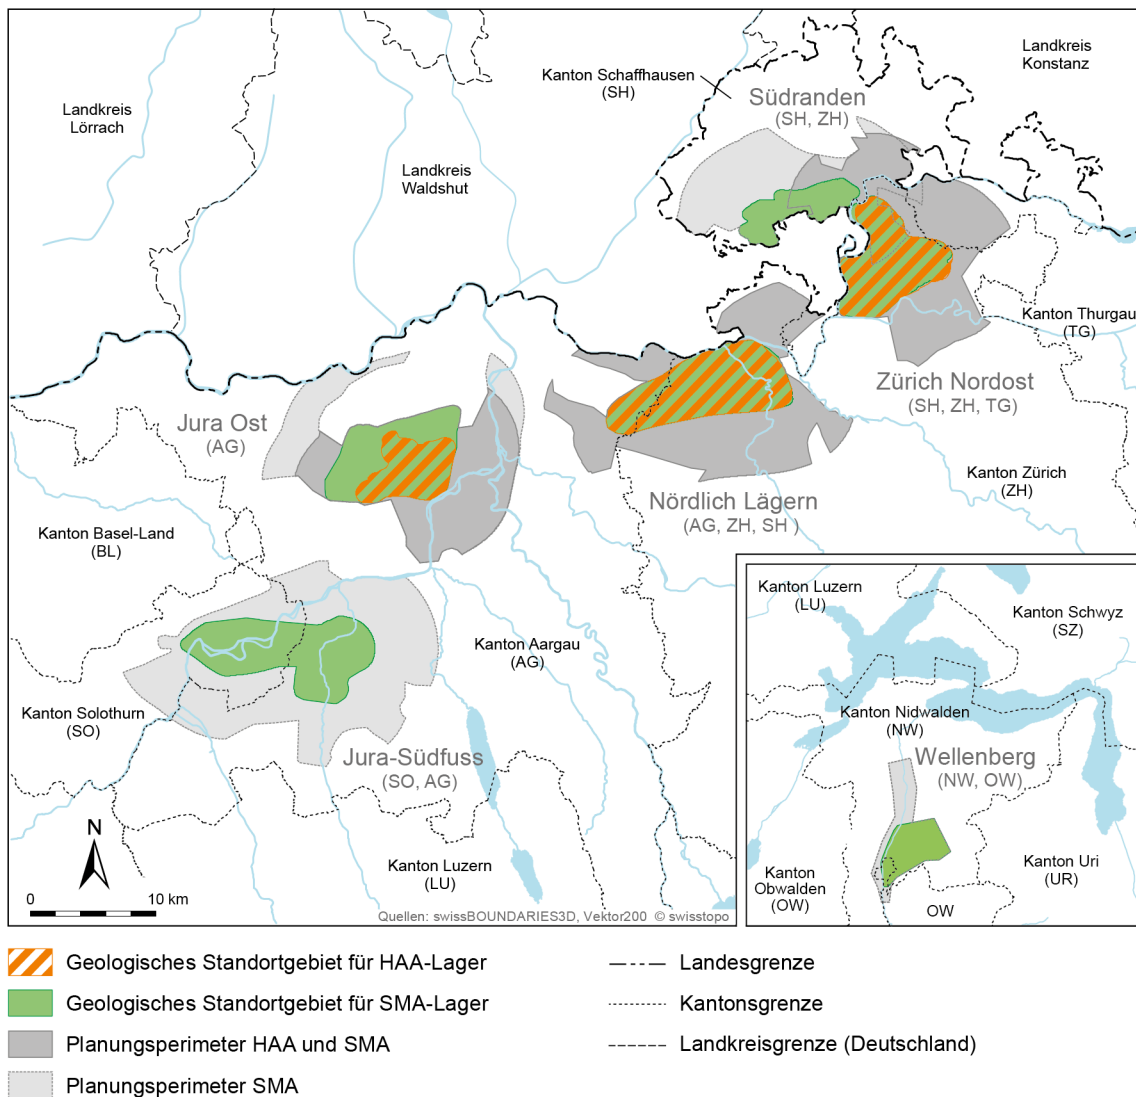 Landkreis
Konstanz
Kanton Schaffhausen
(SH)
Südranden
(SH, ZH)
Landkreis
Lörrach
Landkreis
Waldshut
Kanton Thurgau
(TG)
Zürich Nordost
(SH, ZH, TG)
Jura Ost
(AG)
Kanton Zürich
(ZH)
Nördlich Lägern
(AG, ZH, SH )
Kanton Basel-Land
(BL)
Kanton Aargau
(AG)
Kanton Solothurn
(SO)
Jura-Südfuss
(SO, AG)
Kanton Luzern
(LU)
N
0 10 km
Quellen: swissBOUNDARIES3D, Vektor200 © swisstopo
Kanton Luzern
(LU)
Kanton Schwyz
(SZ)
Kanton Nidwalden
(NW)
Wellenberg
(NW, OW)
Kanton Uri
(UR)
Kanton
Obwalden
(OW)
OW
Geologisches Standortgebiet für HAA-Lager
Geologisches Standortgebiet für SMA-Lager
Planungsperimeter HAA und SMA
Planungsperimeter SMA
Landesgrenze
Kantonsgrenze
Landkreisgrenze (Deutschland)